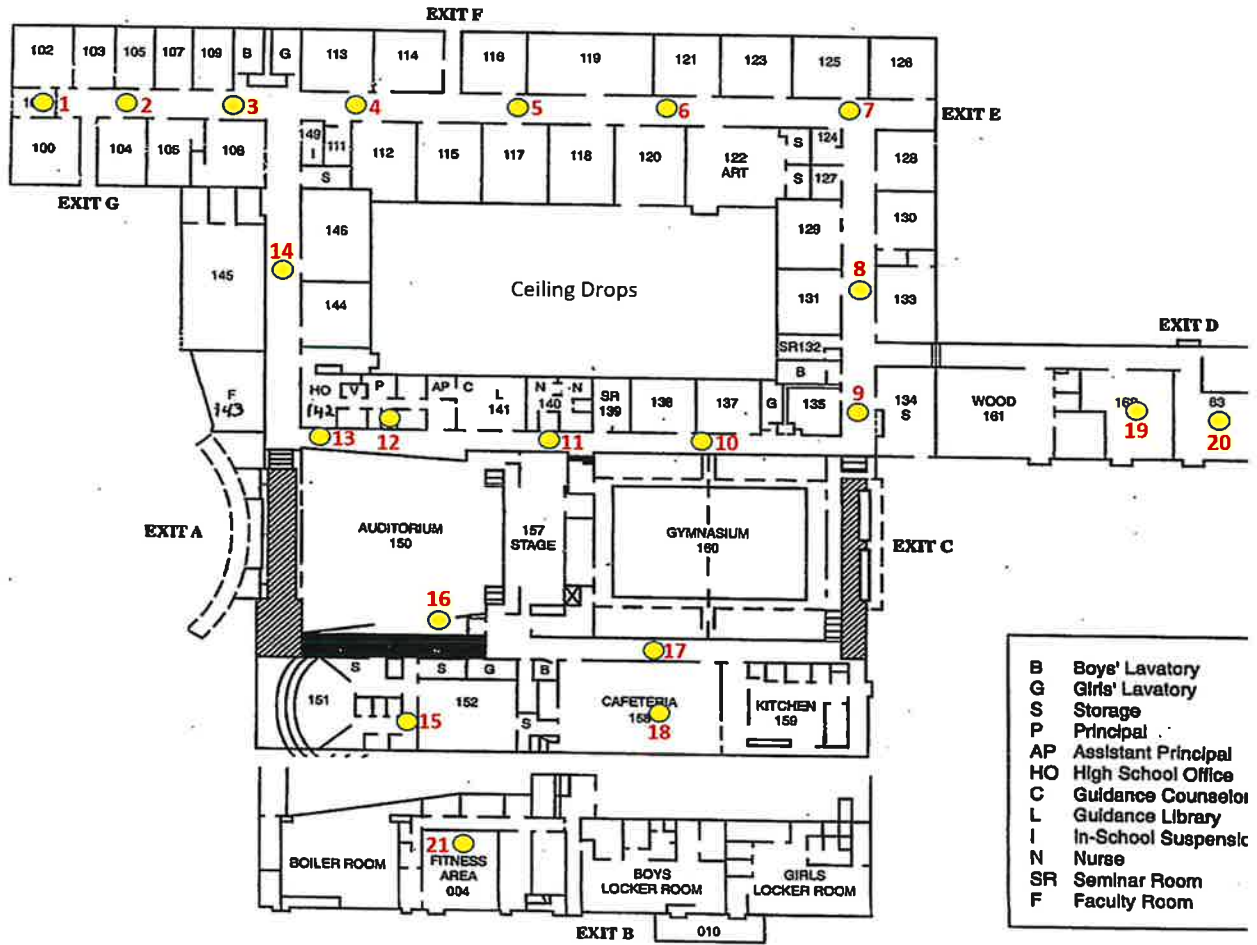 EXIT F
102 103 105 107 109 B G 113 114 116 119 121 123 125 126
1 2 3 4 5 6 7
EXIT E
100 104 106 108 149 I 111 112 115 117 118 120 122 ART S 124 128
S S 127
EXIT G
146 129 130
14
145 Ceiling Drops 8
144 131 133
EXIT D
SR132
B
F 143 HO 142 V P AP C L 141 N 140 N SR 139 136 137 G 135 9 134 S WOOD 161 19 20
13 12 11 10
EXIT A
AUDITORIUM 150
157 STAGE
GYMNASIUM 160
EXIT C
16
17
S S G B
151 152 S CAFETERIA KITCHEN 159
15 18
B Boys' Lavatory
G Girls' Lavatory
S Storage
P Principal
AP Assistant Principal
HO High School Office
C Guidance Counselor
L Guidance Library
I In-School
N Nurse
SR Seminar Room
F Faculty Room
21
BOILER ROOM
FITNESS AREA 004
BOYS LOCKER ROOM
GIRLS LOCKER ROOM
EXIT B
010